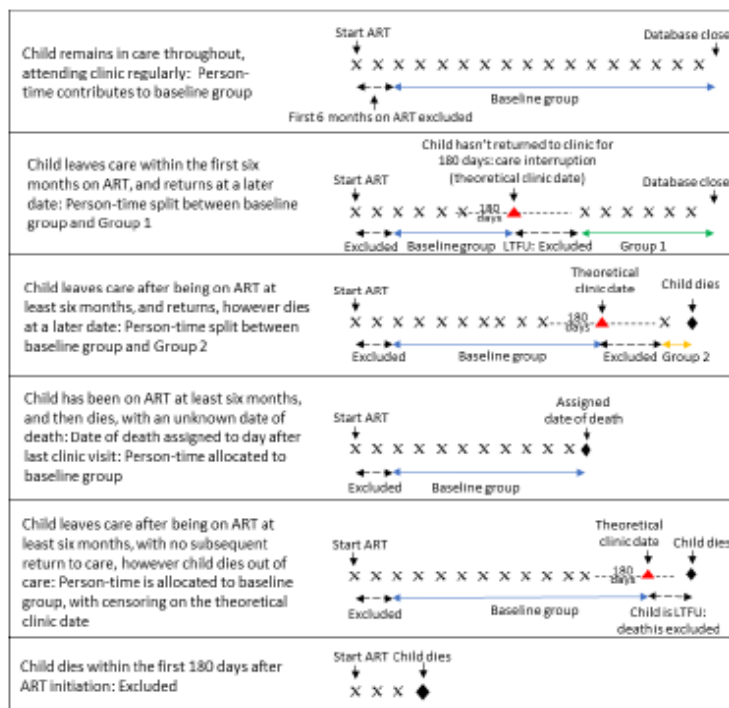 Child remains in care throughout,
attending clinic regularly: Person-
time contributes to baseline
group
Start ART
Database close
X X X X X X X X X X X X X X X X X
Baseline group
First 6 months on ART excluded
Child leaves care within the first six
months on ART, and returns at a later
date: Person-time split between baseline
group and Group 1
Child hasn't returned to clinic for
180 days: care interruption
(theoretical clinic date)
Start ART
Database close
X X X X X X 180 days X X X X X X
Excluded Baseline group LTFU: Excluded Group 1
Child leaves care after being on ART at
least six months, and returns, however dies
at a later date: Person-time split between
baseline group and Group 2
Theoretical
clinic date
Start ART
Child dies
X X X X X X X X X X 180 days X
Excluded Baseline group Excluded Group 2
Child has been on ART at least six months,
and then dies, with an unknown date of
death: Date of death assigned to day after
last clinic visit: Person-time allocated to
baseline group
Assigned
date of death
Start ART
X X X X X X X X X X X X X
Excluded Baseline group
Child leaves care after being on ART at
least six months, with no subsequent
return to care, however child dies out of
care: Person-time is allocated to baseline
group, with censoring on the theoretical
clinic date
Theoretical
clinic date
Start ART
Child dies
X X X X X X X X X X X X X 180 days
Excluded Baseline group
Child is LTFU:
death is excluded
Child dies within the first 180 days after
ART initiation: Excluded
Start ART Child dies
X X X